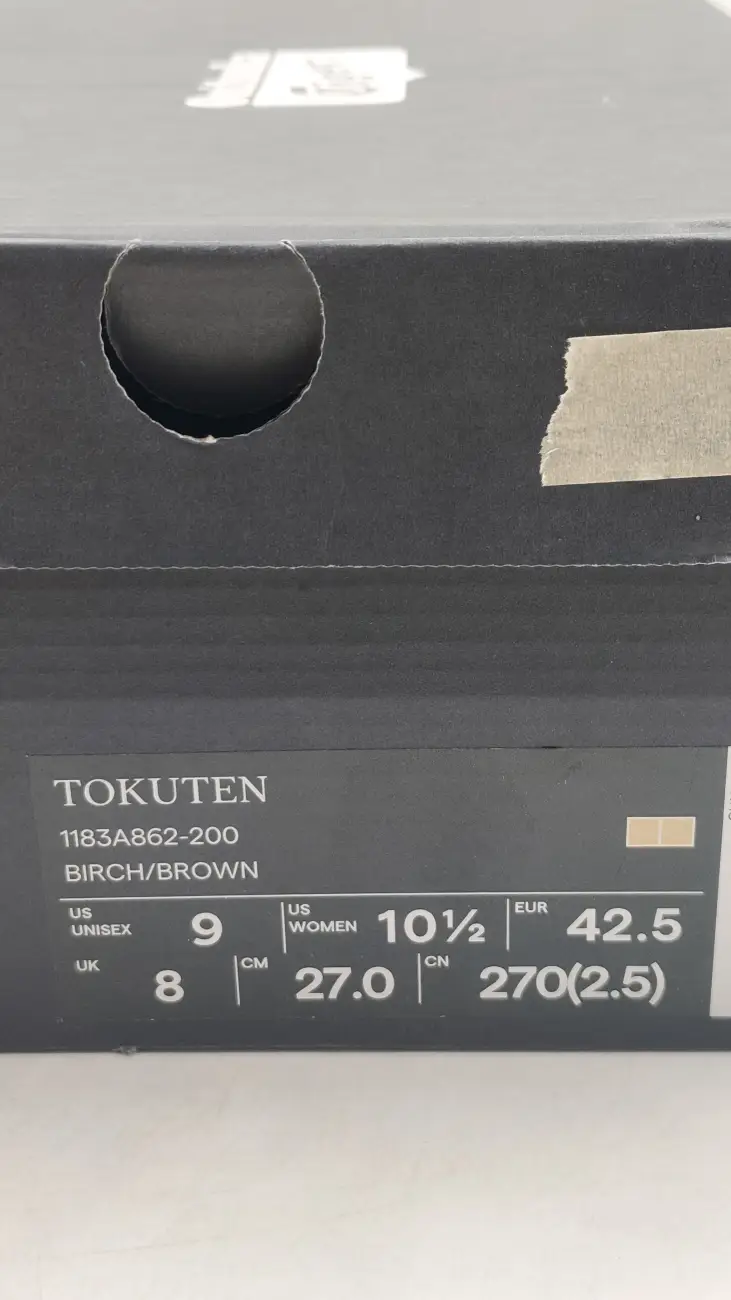 TOKUTEN
1183A862-200
BIRCH/BROWN
US UNISEX 9 US WOMEN 10½ EUR 42.5
UK 8 CM 27.0 CN 270(2.5)